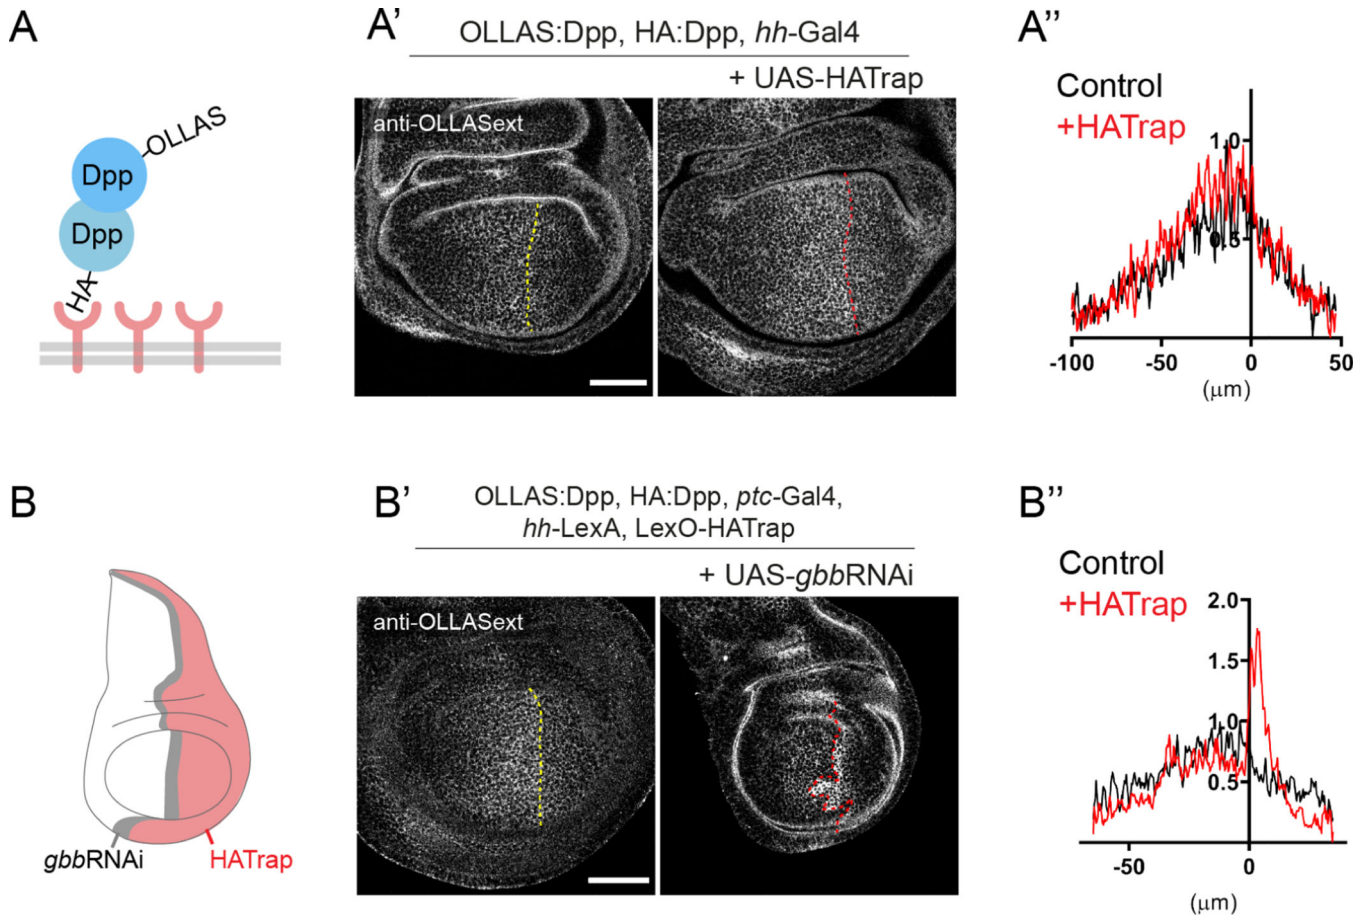 A
OLLAS
Dpp
Dpp
HA
A'
OLLAS:Dpp, HA:Dpp, hh-Gal4
+ UAS-HATrap
anti-OLLASext
A''
Control
+HATrap
1.0
0.5
-100 -50 0 50
(μm)
B
gbbRNAi HATrap
B'
OLLAS:Dpp, HA:Dpp, ptc-Gal4,
hh-LexA, LexO-HATrap
+ UAS-gbbRNAi
anti-OLLASext
B''
Control
+HATrap
2.0
1.5
1.0
0.5
-50 0
(μm)